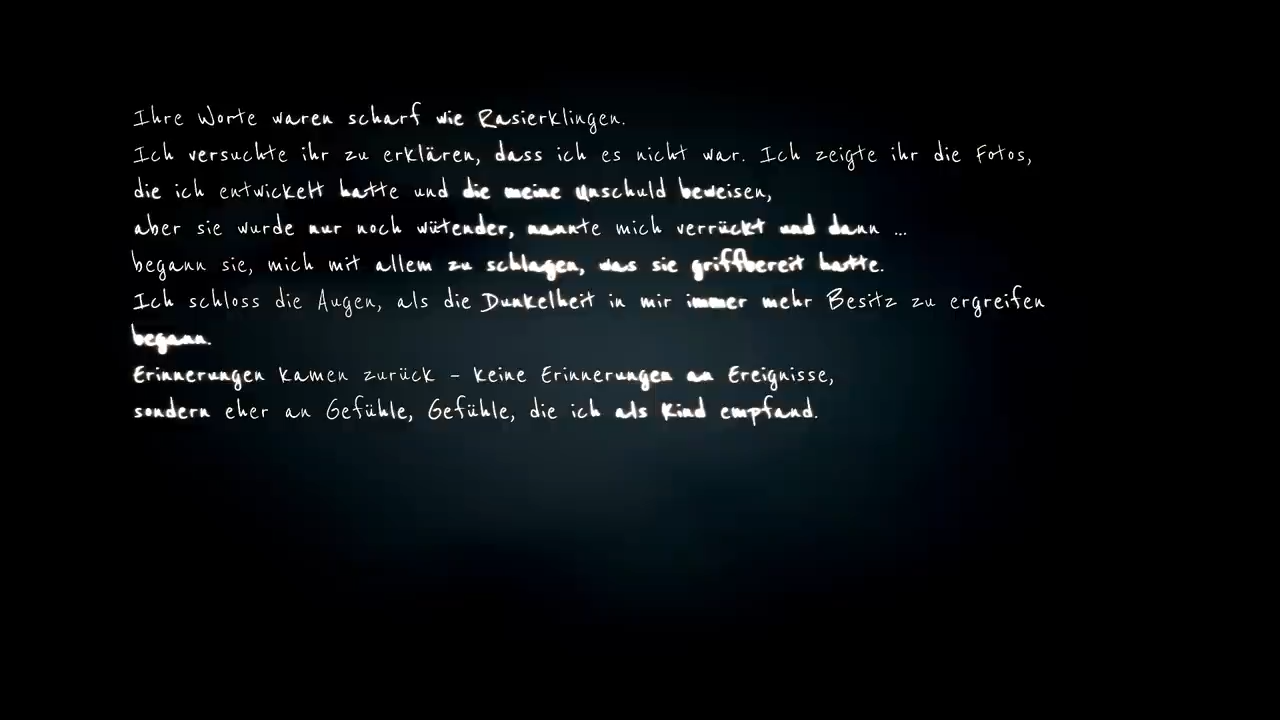 Ihre Worte waren scharf wie Rasierklingen.
Ich versuchte ihr zu erklären, dass ich es nicht war. Ich zeigte ihr die Fotos,
die ich entwickelt hatte und die meine Unschuld beweisen,
aber sie wurde nur noch wütender, nannte mich verrückt und dann ...
begann sie, mich mit allem zu schlagen, was sie griffbereit hatte.
Ich schloss die Augen, als die Dunkelheit in mir immer mehr Besitz zu ergreifen
begann.
Erinnerungen kamen zurück – keine Erinnerungen an Ereignisse,
sondern eher an Gefühle, Gefühle, die ich als Kind empfand.